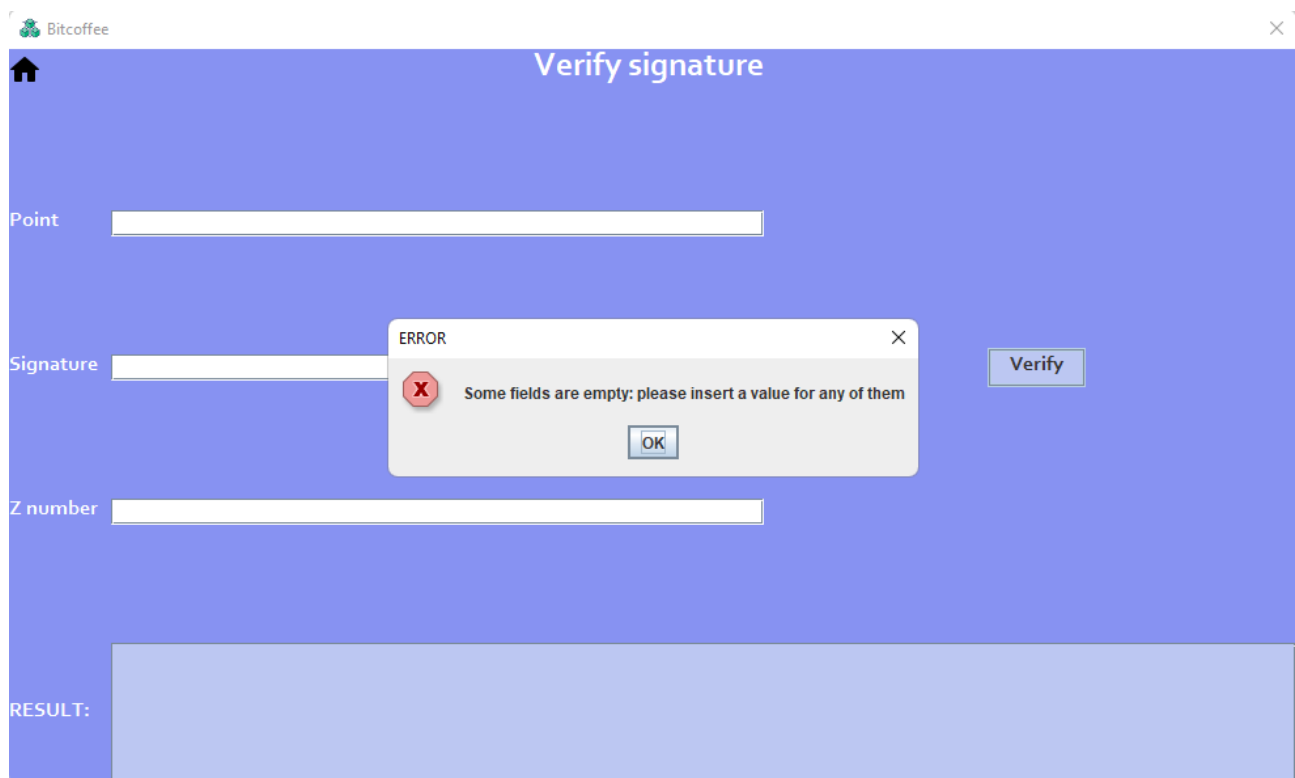 Bitcoffee
Verify signature
Point
ERROR
Signature
Verify
X Some fields are empty: please insert a value for any of them
OK
Z number
RESULT: